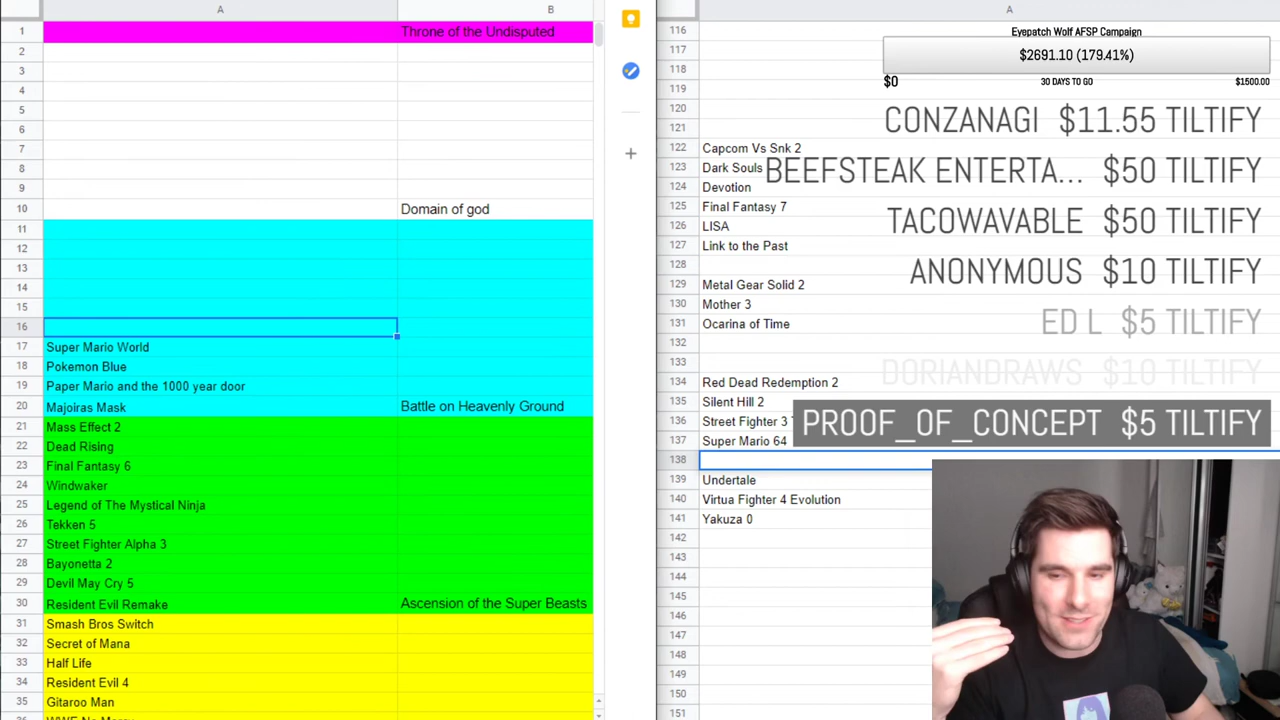 A
B
1
Throne of the Undisputed
2
3
4
5
6
7
8
9
10
Domain of god
11
12
13
14
15
16
17
Super Mario World
18
Pokemon Blue
19
Paper Mario and the 1000 year door
20
Majoiras Mask
Battle on Heavenly Ground
21
Mass Effect 2
22
Dead Rising
23
Final Fantasy 6
24
Windwaker
25
Legend of The Mystical Ninja
26
Tekken 5
27
Street Fighter Alpha 3
28
Bayonetta 2
29
Devil May Cry 5
30
Resident Evil Remake
Ascension of the Super Beasts
31
Smash Bros Switch
32
Secret of Mana
33
Half Life
34
Resident Evil 4
35
Gitaroo Man
A
116
117
118
119
120
121
122
Capcom Vs Snk 2
123
Dark Souls
124
Devotion
125
Final Fantasy 7
126
LISA
127
Link to the Past
128
129
Metal Gear Solid 2
130
Mother 3
131
Ocarina of Time
132
133
134
Red Dead Redemption 2
135
Silent Hill 2
136
Street Fighter 3
137
Super Mario 64
138
139
Undertale
140
Virtua Fighter 4 Evolution
141
Yakuza 0
142
143
144
145
146
147
148
149
150
151
Eyepatch Wolf AFSP Campaign
$2691.10 (179.41%)
$0
30 DAYS TO GO
$1500.00
CONZANAGI $11.55 TILTIFY
BEEFSTEAK ENTERTA... $50 TILTIFY
TACOWAVABLE $50 TILTIFY
ANONYMOUS $10 TILTIFY
ED L $5 TILTIFY
DORIANDRAWS $10 TILTIFY
PROOF_OF_CONCEPT $5 TILTIFY